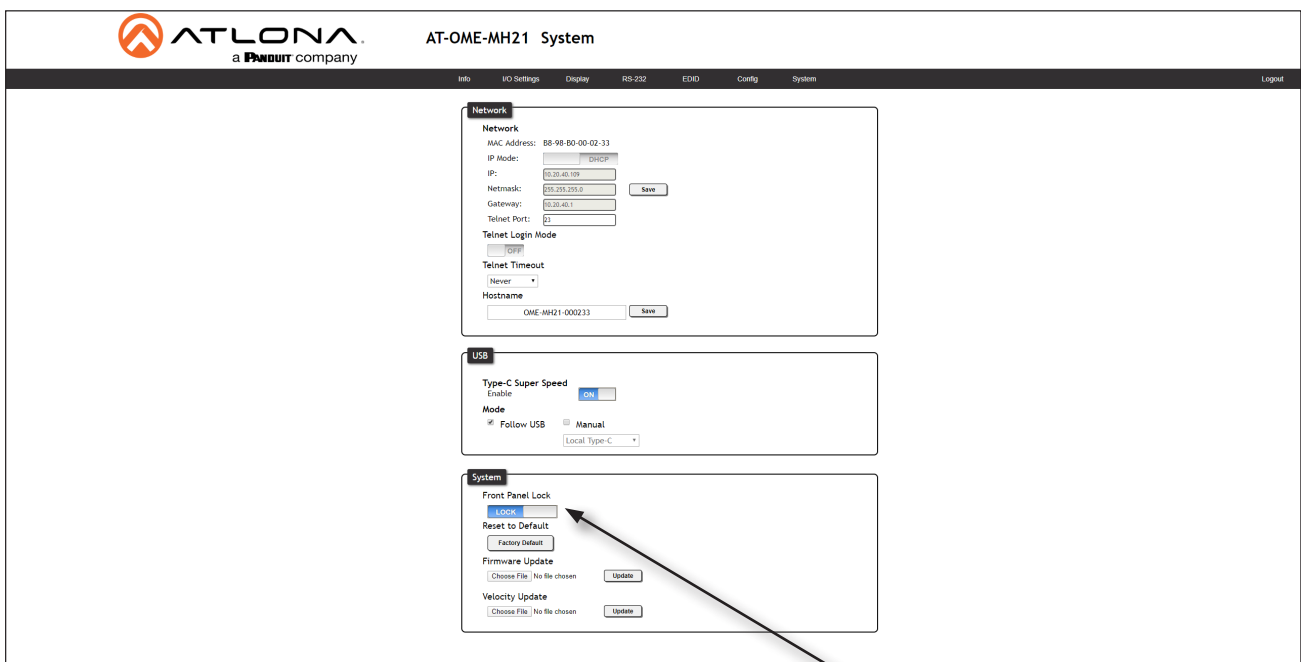 ATLONA.
a PANDUIT company
AT-OME-MH21 System
Info I/O Settings Display RS-232 EDID Config System Logout
Network
Network
MAC Address: B8-98-B0-00-02-33
IP Mode: DHCP
IP: 10.20.40.109
Netmask: 255.255.255.0 Save
Gateway: 10.20.40.1
Telnet Port: 23
Telnet Login Mode
OFF
Telnet Timeout
Never
Hostname
OME-MH21-000233 Save
USB
Type-C Super Speed
Enable ON
Mode
Follow USB Manual
Local Type-C
System
Front Panel Lock
LOCK
Reset to Default
Factory Default
Firmware Update
Choose File No file chosen Update
Velocity Update
Choose File No file chosen Update